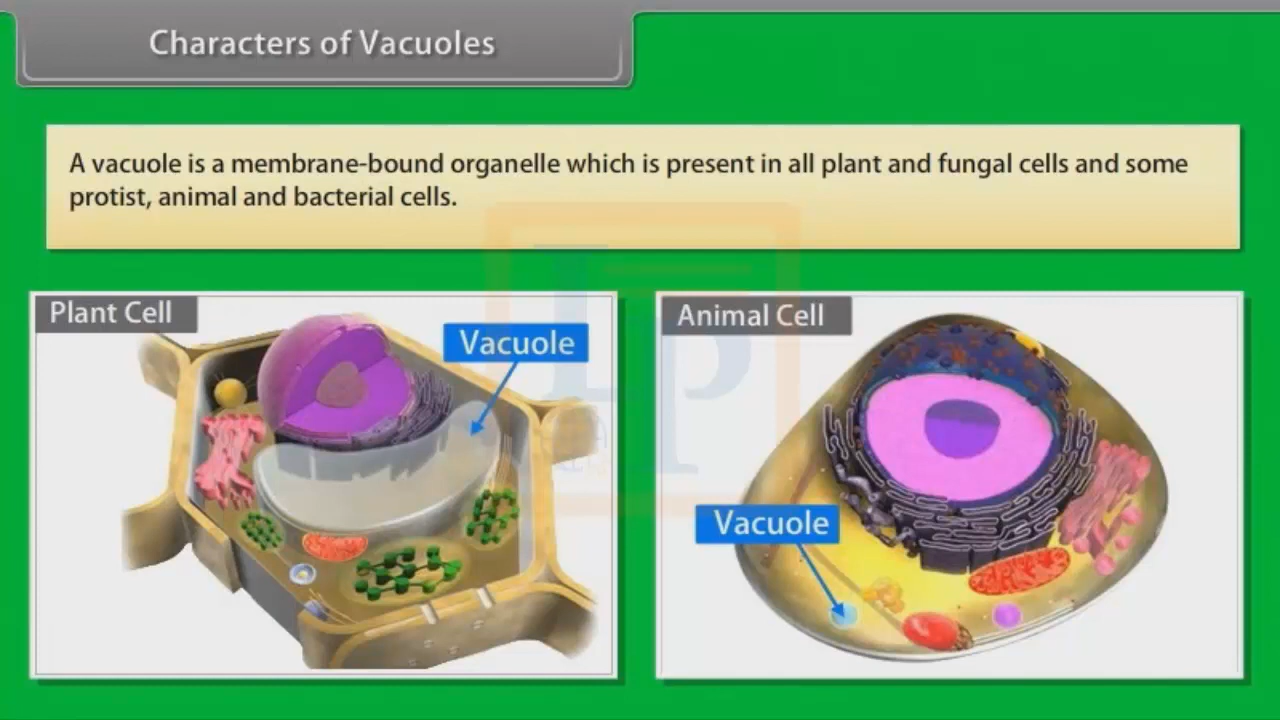 Characters of Vacuoles
A vacuole is a membrane-bound organelle which is present in all plant and fungal cells and some
protist, animal and bacterial cells.
Plant Cell
Vacuole
Animal Cell
Vacuole
LP